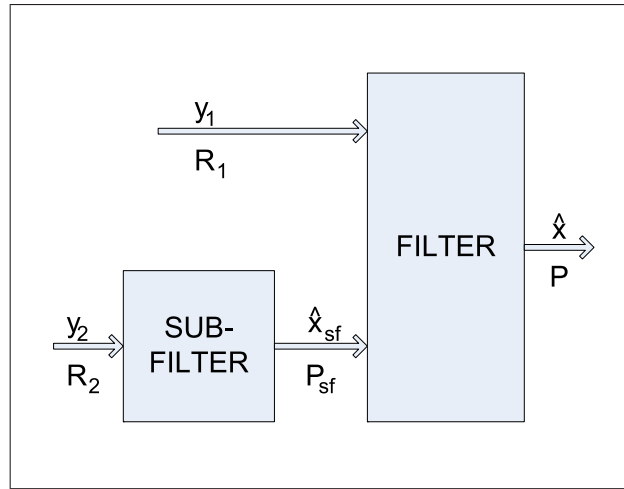 y₁
R₁
FILTER
x̂
P
y₂
R₂
SUB-
FILTER
x̂sf
Psf